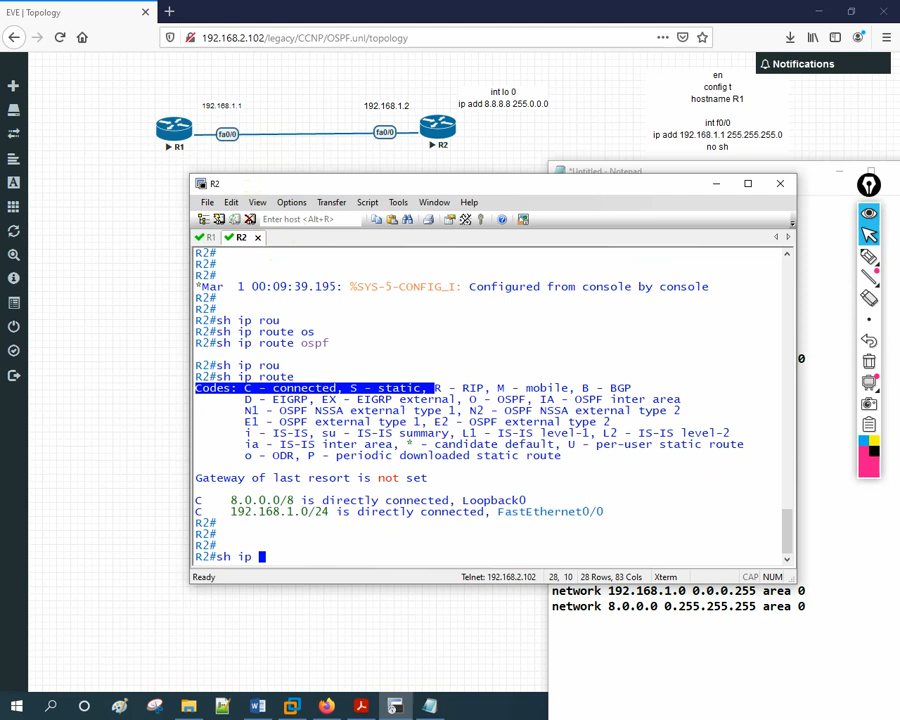 EVE | Topology
192.168.2.102/legacy/CCNP/OSPF.unl/topology
Notifications
en
config t
hostname R1
int f0/0
ip add 192.168.1.1 255.255.255.0
no sh
int lo 0
ip add 8.8.8.8 255.0.0.0
192.168.1.1
192.168.1.2
fa0/0
fa0/0
R1
R2
*Untitled - Notepad
R2
File Edit View Options Transfer Script Tools Window Help
Enter host <Alt+R>
R1
R2
R2#
R2#
R2#
*Mar  1 00:09:39.195: %SYS-5-CONFIG_I: Configured from console by console
R2#
R2#
R2#sh ip rou
R2#sh ip route os
R2#sh ip route ospf
R2#sh ip rou
R2#sh ip route
Codes: C - connected, S - static, R - RIP, M - mobile, B - BGP
D - EIGRP, EX - EIGRP external, O - OSPF, IA - OSPF inter area
N1 - OSPF NSSA external type 1, N2 - OSPF NSSA external type 2
E1 - OSPF external type 1, E2 - OSPF external type 2
i - IS-IS, su - IS-IS summary, L1 - IS-IS level-1, L2 - IS-IS level-2
ia - IS-IS inter area, * - candidate default, U - per-user static route
o - ODR, P - periodic downloaded static route
Gateway of last resort is not set
C    8.0.0.0/8 is directly connected, Loopback0
C    192.168.1.0/24 is directly connected, FastEthernet0/0
R2#
R2#
R2#
R2#sh ip
Ready
Telnet: 192.168.2.102
28, 10
28 Rows, 83 Cols
Xterm
CAP NUM
0
network 192.168.1.0 0.0.0.255 area 0
network 8.0.0.0 0.255.255.255 area 0